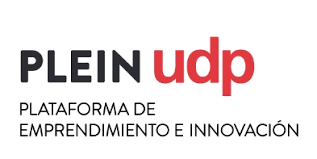 PLEIN udp
PLATAFORMA DE
EMPRENDIMIENTO E INNOVACIÓN